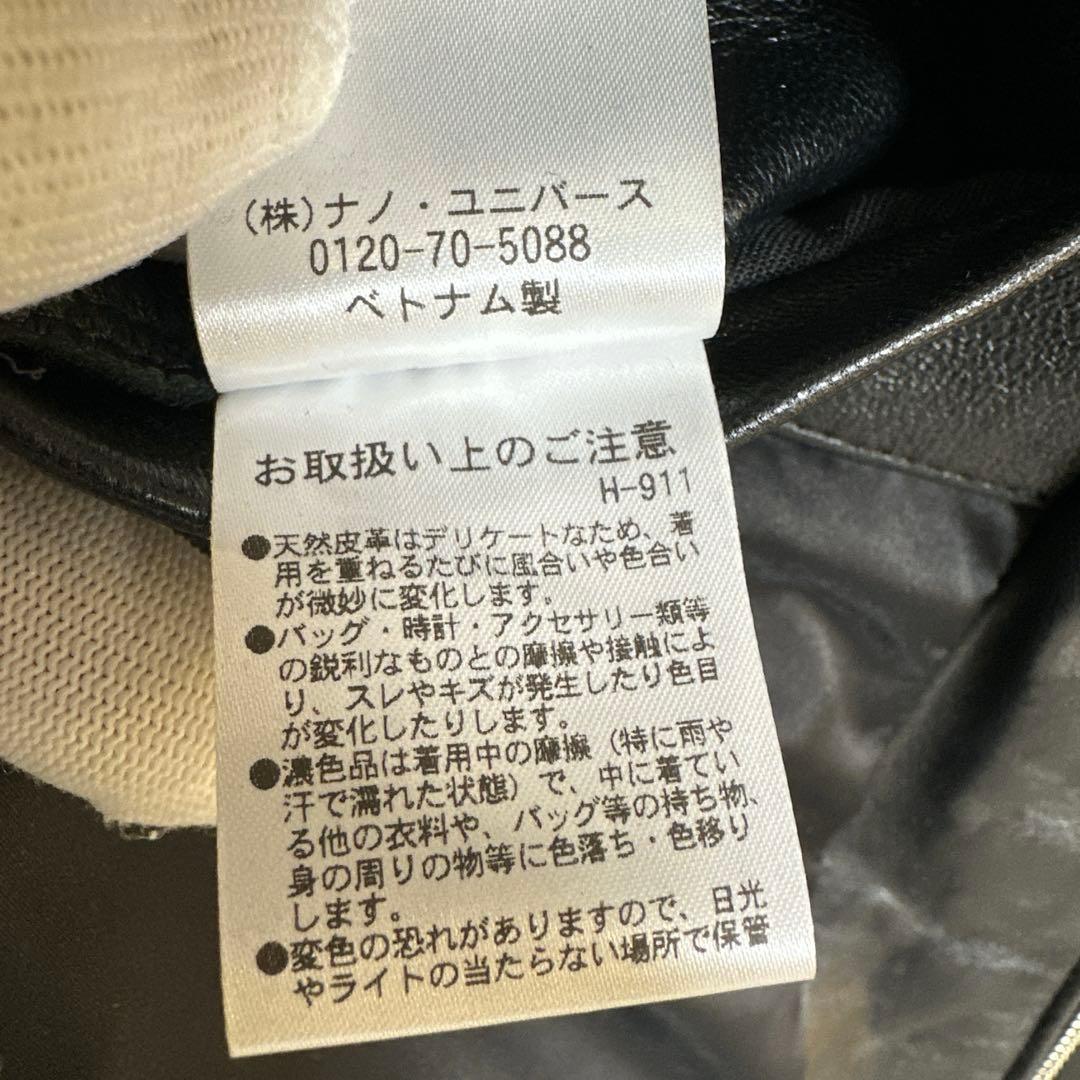 (株)ナノ・ユニバース
0120-70-5088
ベトナム製
お取扱い上のご注意
H-911
●天然皮革はデリケートなため、着
用を重ねるたびに風合いや色合い
が微妙に変化します。
●バッグ・時計・アクセサリー類等
の鋭利なものとの摩擦や接触によ
り、スレやキズが発生したり色目
が変化したりします。
●濃色品は着用中の摩擦（特に雨や
汗で濡れた状態）で、中に着てい
る他の衣料や、バッグ等の持ち物、
身の周りの物等に色落ち・色移り
します。
●変色の恐れがありますので、日光
やライトの当たらない場所で保管